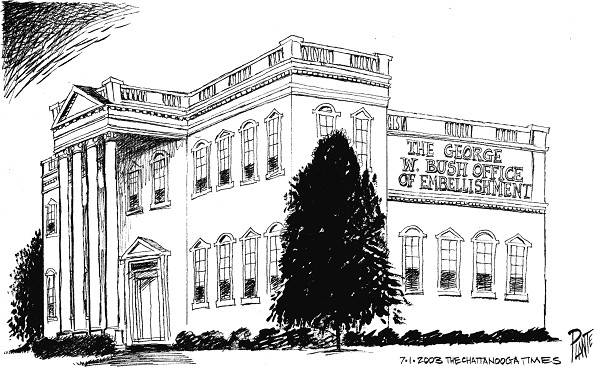 THE GEORGE
W. BUSH OFFICE
OF EMBELLISHMENT
PLANTE
7·1·2003 THE CHATTANOOGA TIMES